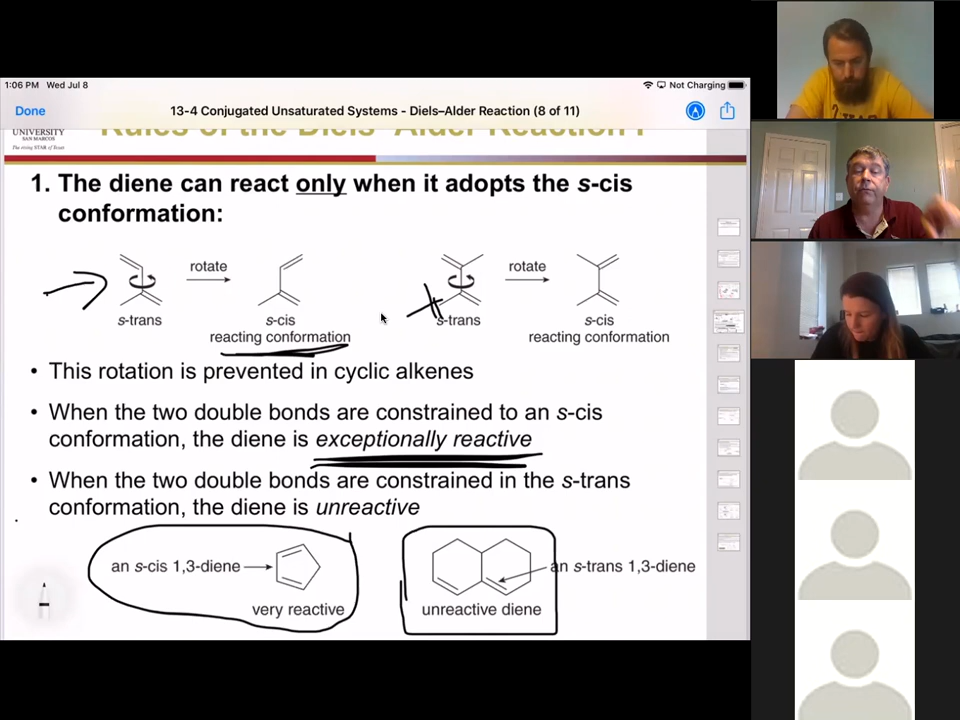 1:06 PM Wed Jul 8
Not Charging
Done
13-4 Conjugated Unsaturated Systems - Diels–Alder Reaction (8 of 11)
UNIVERSITY
SAN MARCOS
The rising STAR of Texas
Rules of the Diels–Alder Reaction I
1. The diene can react only when it adopts the s-cis
conformation:
rotate
rotate
s-trans
s-cis
s-trans
s-cis
reacting conformation
reacting conformation
• This rotation is prevented in cyclic alkenes
• When the two double bonds are constrained to an s-cis
conformation, the diene is exceptionally reactive
• When the two double bonds are constrained in the s-trans
conformation, the diene is unreactive
an s-cis 1,3-diene
an s-trans 1,3-diene
very reactive
unreactive diene